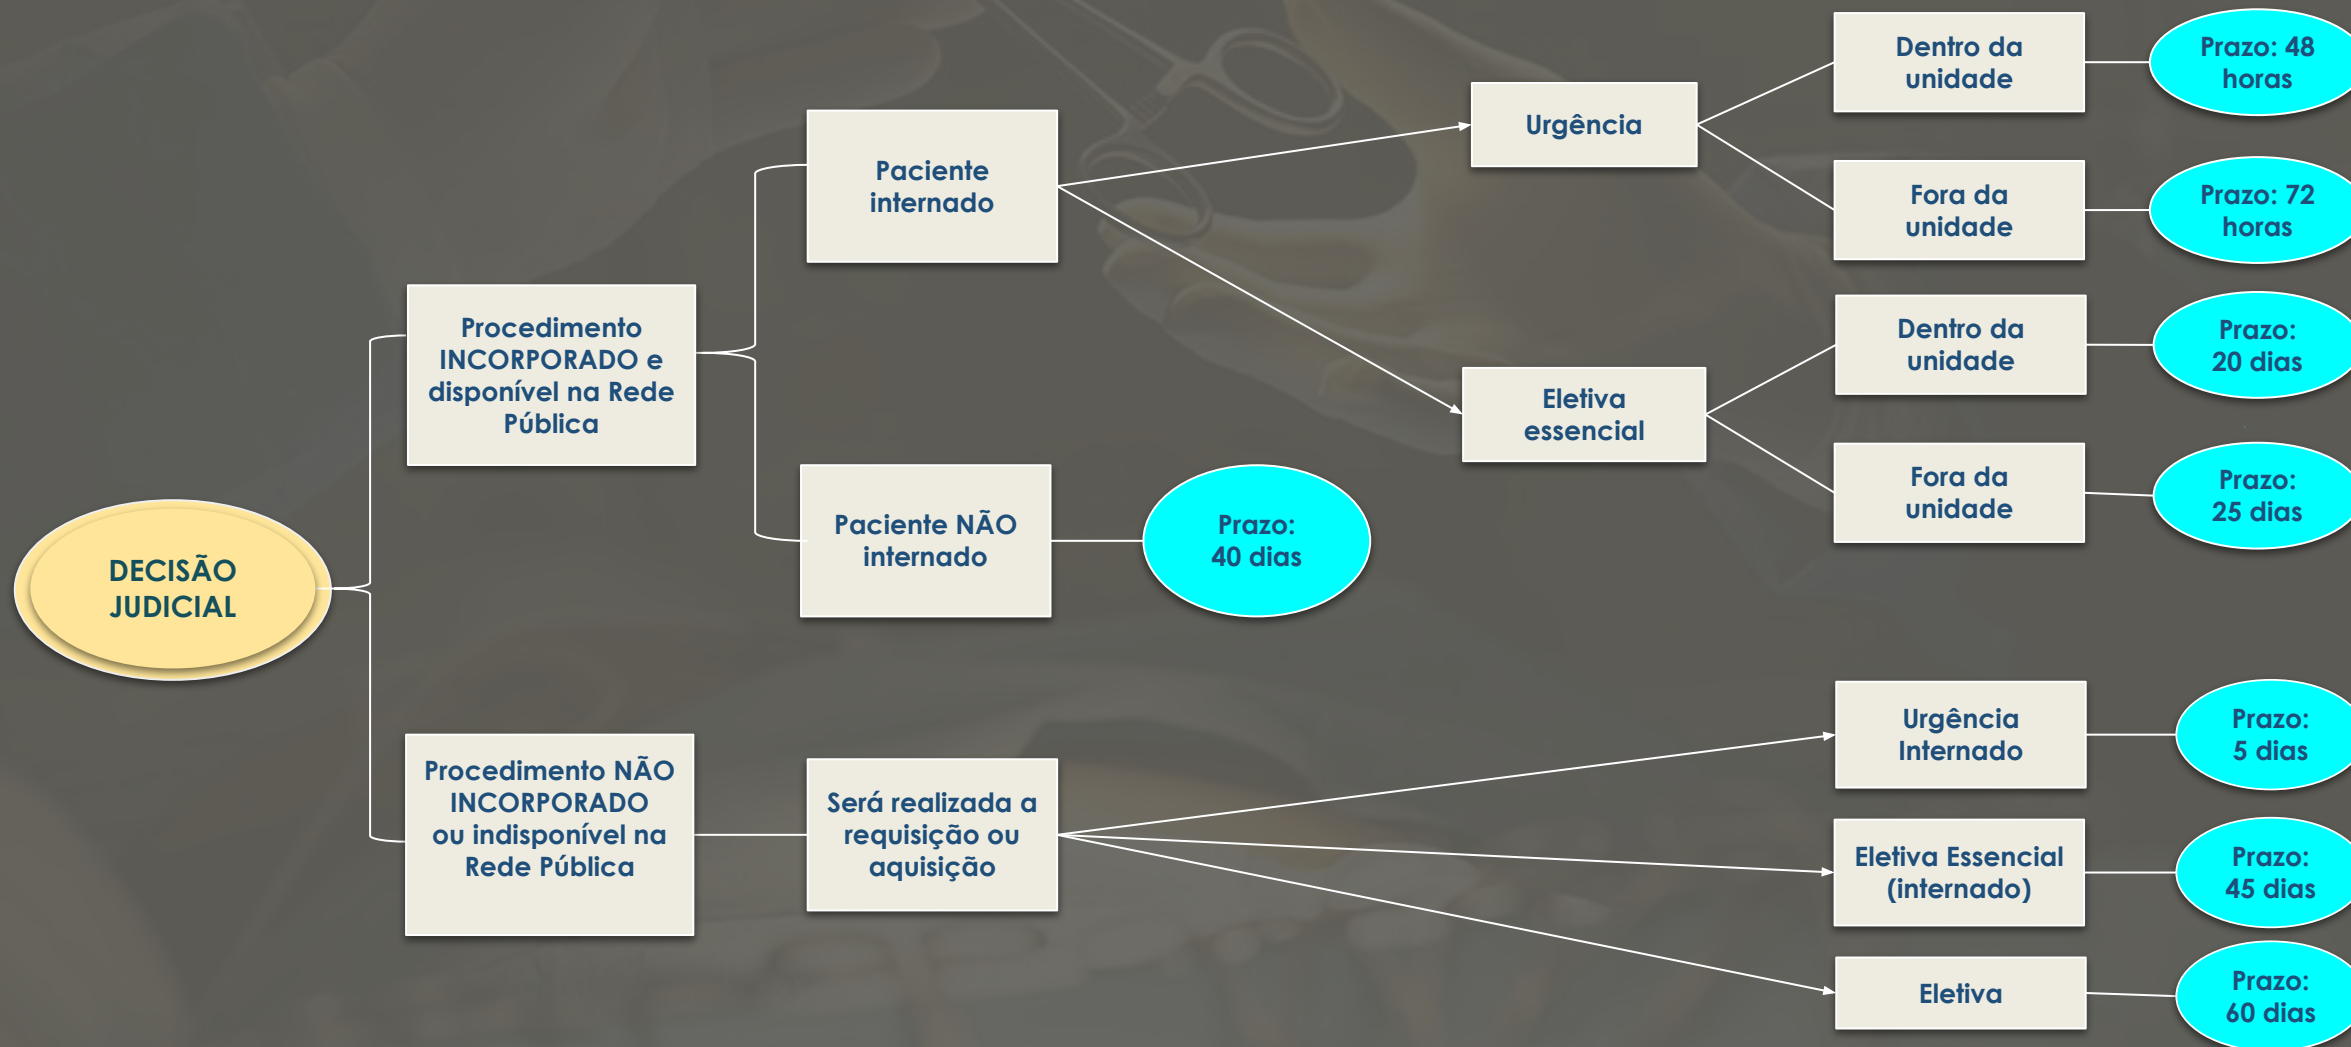 DECISÃO
JUDICIAL
Procedimento
INCORPORADO e
disponível na Rede
Pública
Paciente
internado
Urgência
Dentro da
unidade
Prazo: 48
horas
Fora da
unidade
Prazo: 72
horas
Eletiva
essencial
Dentro da
unidade
Prazo:
20 dias
Fora da
unidade
Prazo:
25 dias
Paciente NÃO
internado
Prazo:
40 dias
Procedimento NÃO
INCORPORADO
ou indisponível na
Rede Pública
Será realizada a
requisição ou
aquisição
Urgência
Internado
Prazo:
5 dias
Eletiva Essencial
(internado)
Prazo:
45 dias
Eletiva
Prazo:
60 dias